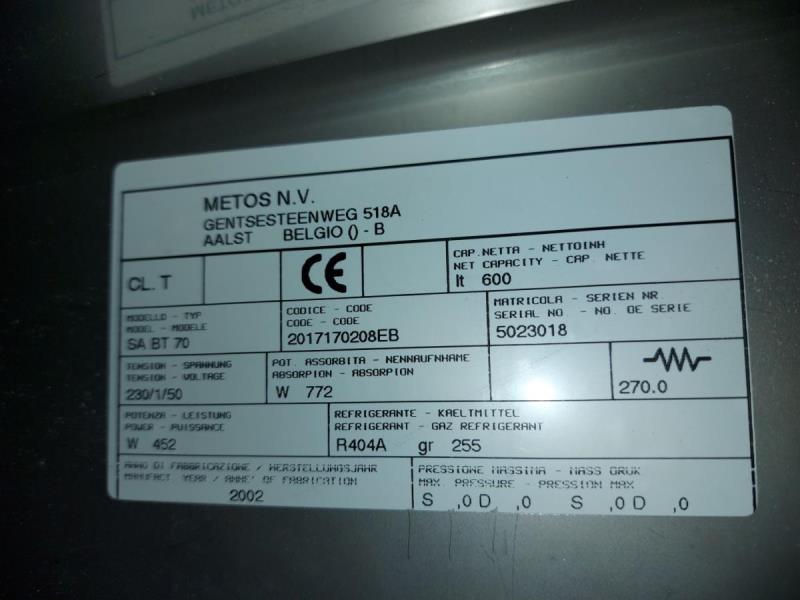 METOS N.V.
GENTSESTEENWEG 518A
AALST BELGIO () - B
CL. T
CE
CAP.NETTA - NETTOINH
NET CAPACITY - CAP. NETTE
lt 600
MODELLO - TYP
MODEL - MODELE
SA BT 70
CODICE - CODE
CODE - CODE
2017170208EB
MATRICOLA - SERIEN NR.
SERIAL NO - NO. DE SERIE
5023018
TENSION - SPANNUNG
TENSION - VOLTAGE
230/1/50
POT. ASSORBITA - NENNAUFNHAME
ABSORPION - ABSORPION
W 772
270.0
POTENZA - LEISTUNG
POWER - PUISSANCE
W 452
REFRIGERANTE - KAELTMITTEL
REFRIGERANT - GAZ REFRIGERANT
R404A gr 255
ANNO DI FABBRICAZIONE / HERSTELLUNGSJAHR
MANUFACT YEAR / ANNE' OF FABRICATION
2002
PRESSIONE MASSIMA - MASS DRUK
MAX. PRESSURE - PRESSION MAX
S ,0 D ,0 S ,0 D ,0